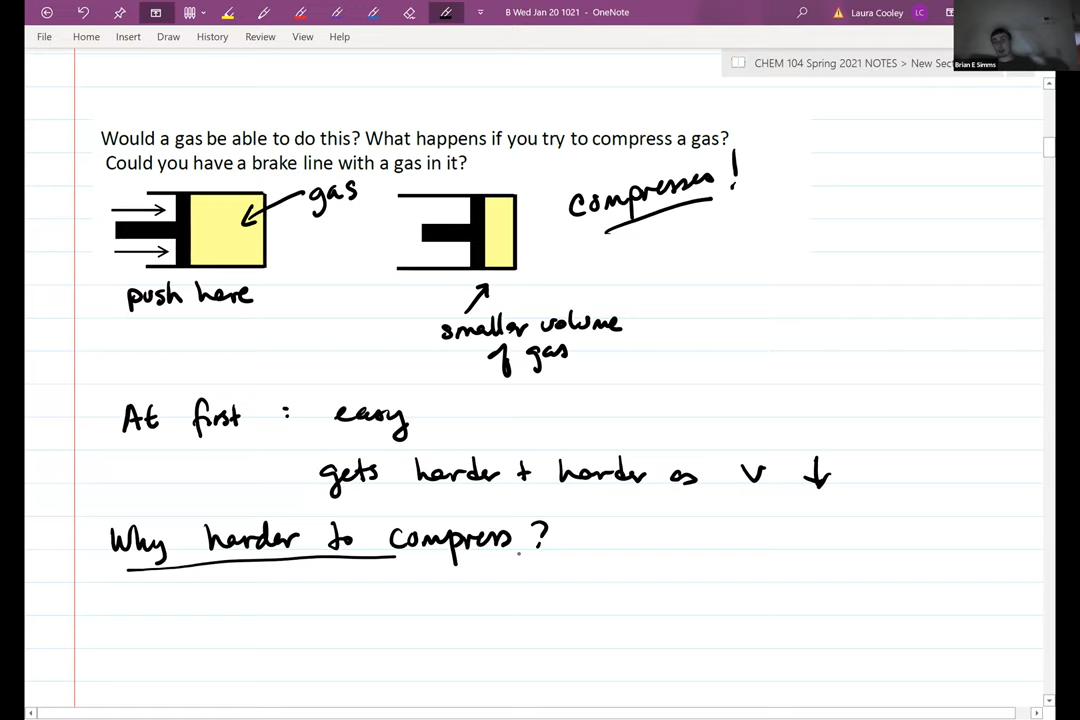 B Wed Jan 20 1021 - OneNote
Laura Cooley LC
File Home Insert Draw History Review View Help
Brian E Simms
CHEM 104 Spring 2021 NOTES > New Sec
Would a gas be able to do this? What happens if you try to compress a gas?
Could you have a brake line with a gas in it?
gas
compresses!
push here
smaller volume
of gas
At first : easy
gets harder + harder as V ↓
Why harder to compress?